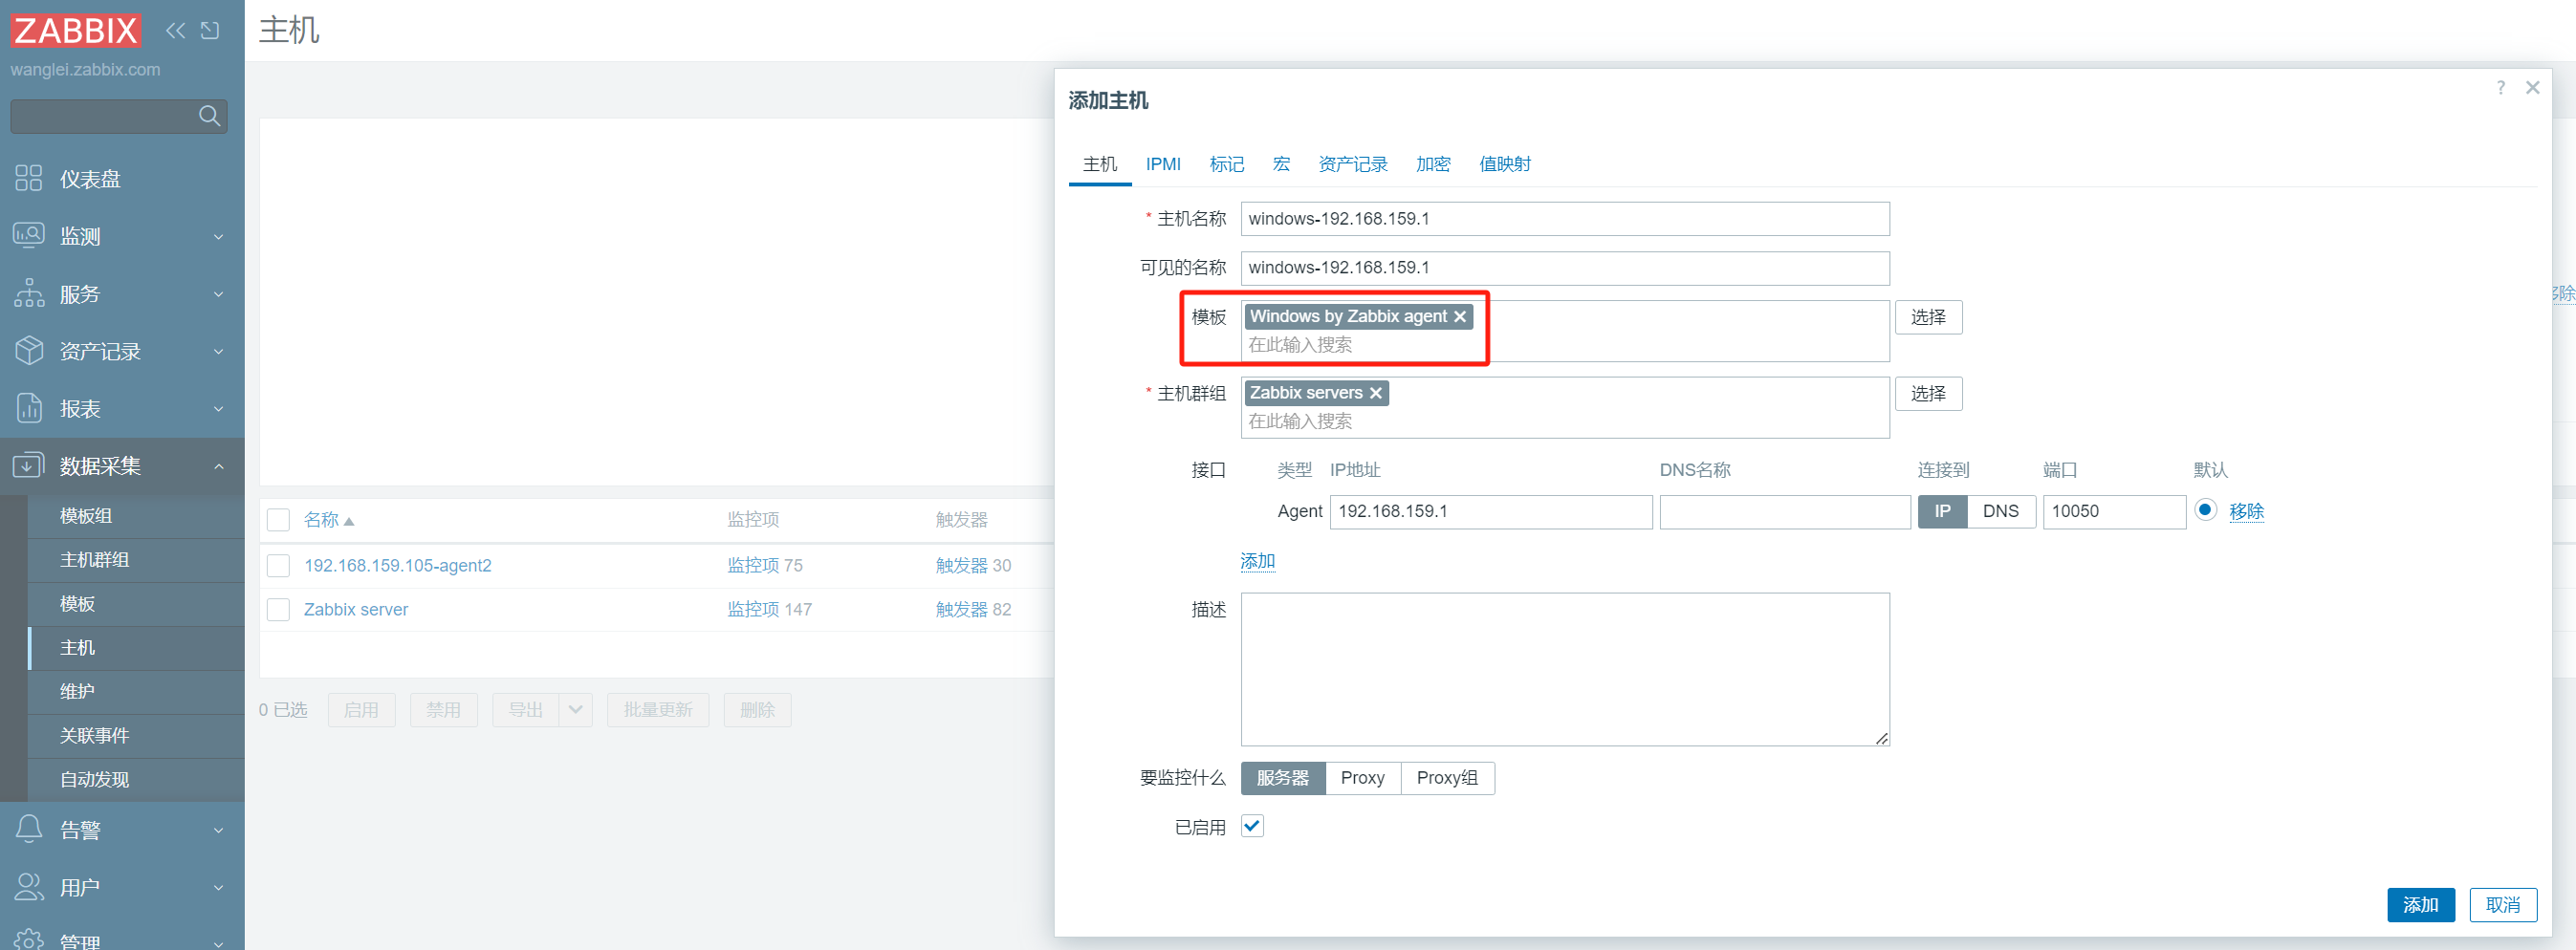 ZABBIX
wanglei.zabbix.com
仪表盘
监测
服务
资产记录
报表
数据采集
模板组
主机群组
模板
主机
维护
关联事件
自动发现
告警
用户
管理
主机
名称 监控项 触发器
192.168.159.105-agent2 监控项 75 触发器 30
Zabbix server 监控项 147 触发器 82
0 已选 启用 禁用 导出 批量更新 删除
移除
添加主机
?
主机 IPMI 标记 宏 资产记录 加密 值映射
* 主机名称 windows-192.168.159.1
可见的名称 windows-192.168.159.1
模板 Windows by Zabbix agent 选择
在此输入搜索
* 主机群组 Zabbix servers 选择
在此输入搜索
接口 类型 IP地址 DNS名称 连接到 端口 默认
Agent 192.168.159.1 IP DNS 10050 移除
添加
描述
要监控什么 服务器 Proxy Proxy组
已启用
添加 取消